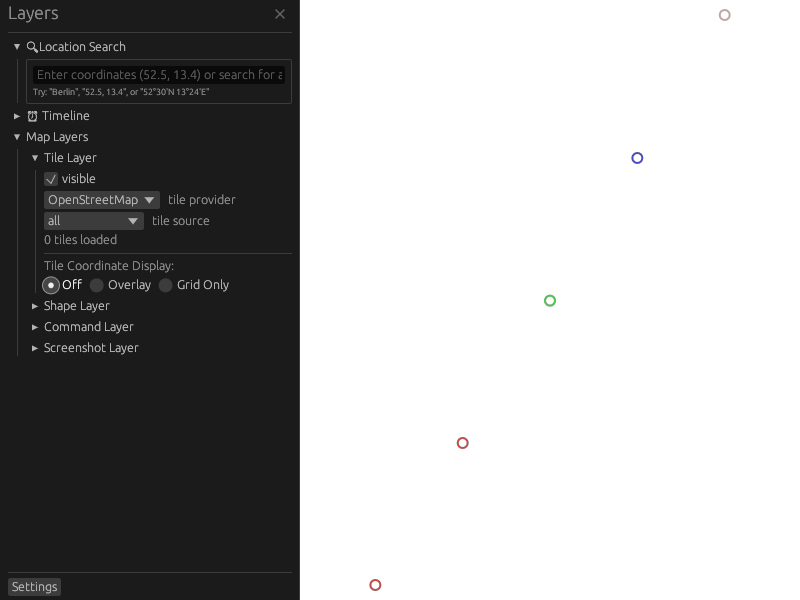 Layers
Location Search
Enter coordinates (52.5, 13.4) or search for a
Try: "Berlin", "52.5, 13.4", or "52°30'N 13°24'E"
Timeline
Map Layers
Tile Layer
visible
OpenStreetMap tile provider
all tile source
0 tiles loaded
Tile Coordinate Display:
Off Overlay Grid Only
Shape Layer
Command Layer
Screenshot Layer
Settings